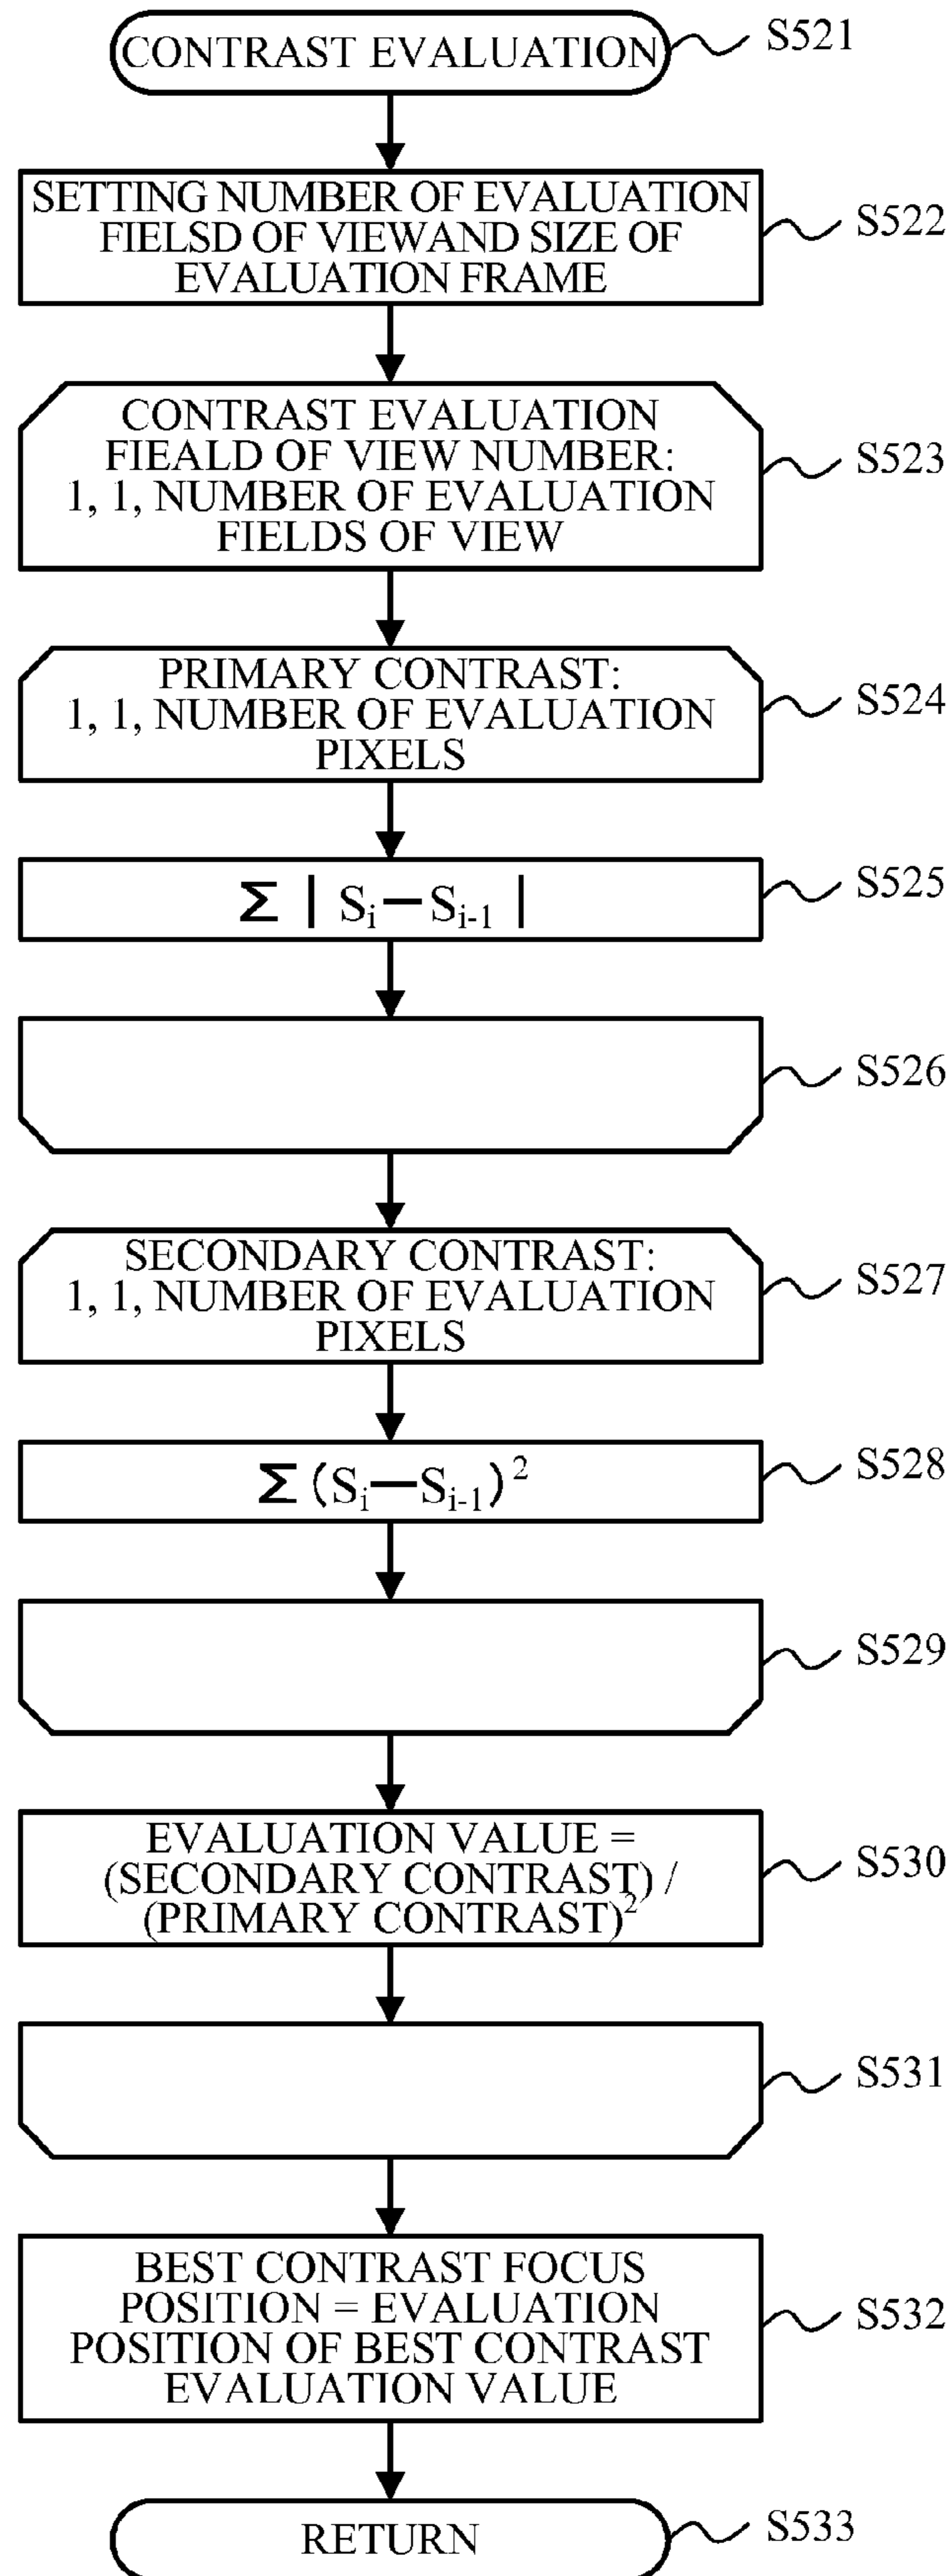 CONTRAST EVALUATION
S521
SETTING NUMBER OF EVALUATION
FIELSD OF VIEWAND SIZE OF
EVALUATION FRAME
S522
CONTRAST EVALUATION
FIEALD OF VIEW NUMBER:
1, 1, NUMBER OF EVALUATION
FIELDS OF VIEW
S523
PRIMARY CONTRAST:
1, 1, NUMBER OF EVALUATION
PIXELS
S524
Σ | Sᵢ − Sᵢ₋₁ |
S525
S526
SECONDARY CONTRAST:
1, 1, NUMBER OF EVALUATION
PIXELS
S527
Σ (Sᵢ − Sᵢ₋₁)²
S528
S529
EVALUATION VALUE =
(SECONDARY CONTRAST) /
(PRIMARY CONTRAST)²
S530
S531
BEST CONTRAST FOCUS
POSITION = EVALUATION
POSITION OF BEST CONTRAST
EVALUATION VALUE
S532
RETURN
S533